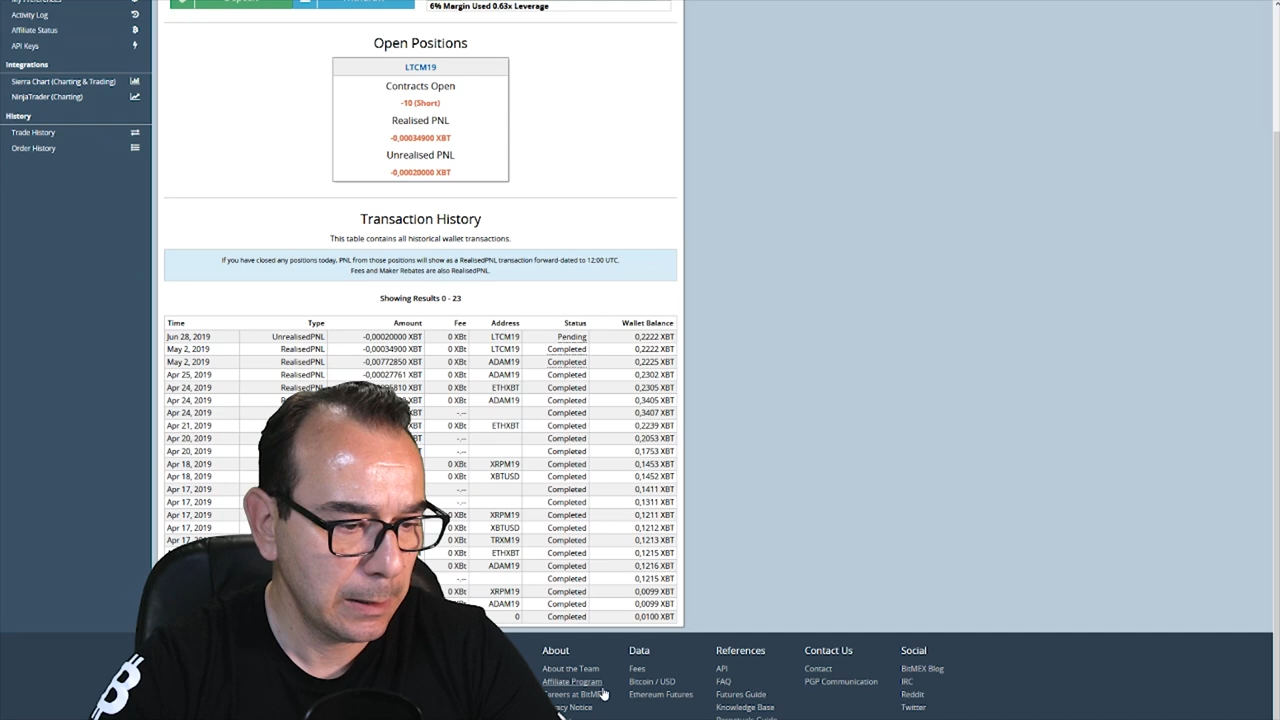 Activity Log
Affiliate Status
API Keys
Integrations
Sierra Chart (Charting & Trading)
NinjaTrader (Charting)
History
Trade History
Order History
6% Margin Used 0.63x Leverage
Open Positions
LTCM19
Contracts Open
-10 (Short)
Realised PNL
-0,00034900 XBT
Unrealised PNL
-0,00020000 XBT
Transaction History
This table contains all historical wallet transactions.
If you have closed any positions today, PNL from those positions will show as a RealisedPNL transaction forward-dated to 12:00 UTC.
Fees and Maker Rebates are also RealisedPNL.
Showing Results 0 - 23
Time Type Amount Fee Address Status Wallet Balance
Jun 28, 2019 UnrealisedPNL -0,00020000 XBT 0 XBt LTCM19 Pending 0,2222 XBT
May 2, 2019 RealisedPNL -0,00034900 XBT 0 XBt LTCM19 Completed 0,2222 XBT
May 2, 2019 RealisedPNL -0,00772850 XBT 0 XBt ADAM19 Completed 0,2225 XBT
Apr 25, 2019 RealisedPNL -0,00027761 XBT 0 XBt ADAM19 Completed 0,2302 XBT
Apr 24, 2019 RealisedPNL XBT 0 XBt ETHXBT Completed 0,2305 XBT
Apr 24, 2019 XBT 0 XBt ADAM19 Completed 0,3405 XBT
Apr 24, 2019 XBT -.-- Completed 0,3407 XBT
Apr 21, 2019 XBT 0 XBt ETHXBT Completed 0,2239 XBT
Apr 20, 2019 -.-- Completed 0,2053 XBT
Apr 20, 2019 -.-- Completed 0,1753 XBT
Apr 18, 2019 0 XBt XRPM19 Completed 0,1453 XBT
Apr 18, 2019 0 XBt XBTUSD Completed 0,1452 XBT
Apr 17, 2019 -.-- Completed 0,1411 XBT
Apr 17, 2019 -.-- Completed 0,1311 XBT
Apr 17, 2019 0 XBt XRPM19 Completed 0,1211 XBT
Apr 17, 2019 0 XBt XBTUSD Completed 0,1212 XBT
Apr 17, 0 XBt TRXM19 Completed 0,1213 XBT
0 XBt ETHXBT Completed 0,1215 XBT
0 XBt ADAM19 Completed 0,1216 XBT
-.-- Completed 0,1215 XBT
0 XBt XRPM19 Completed 0,0099 XBT
XBt ADAM19 Completed 0,0099 XBT
0 Completed 0,0100 XBT
About Data References Contact Us Social
About the Team Fees API Contact BitMEX Blog
Affiliate Program Bitcoin / USD FAQ PGP Communication IRC
Careers at Ethereum Futures Futures Guide Reddit
Notice Knowledge Base Twitter